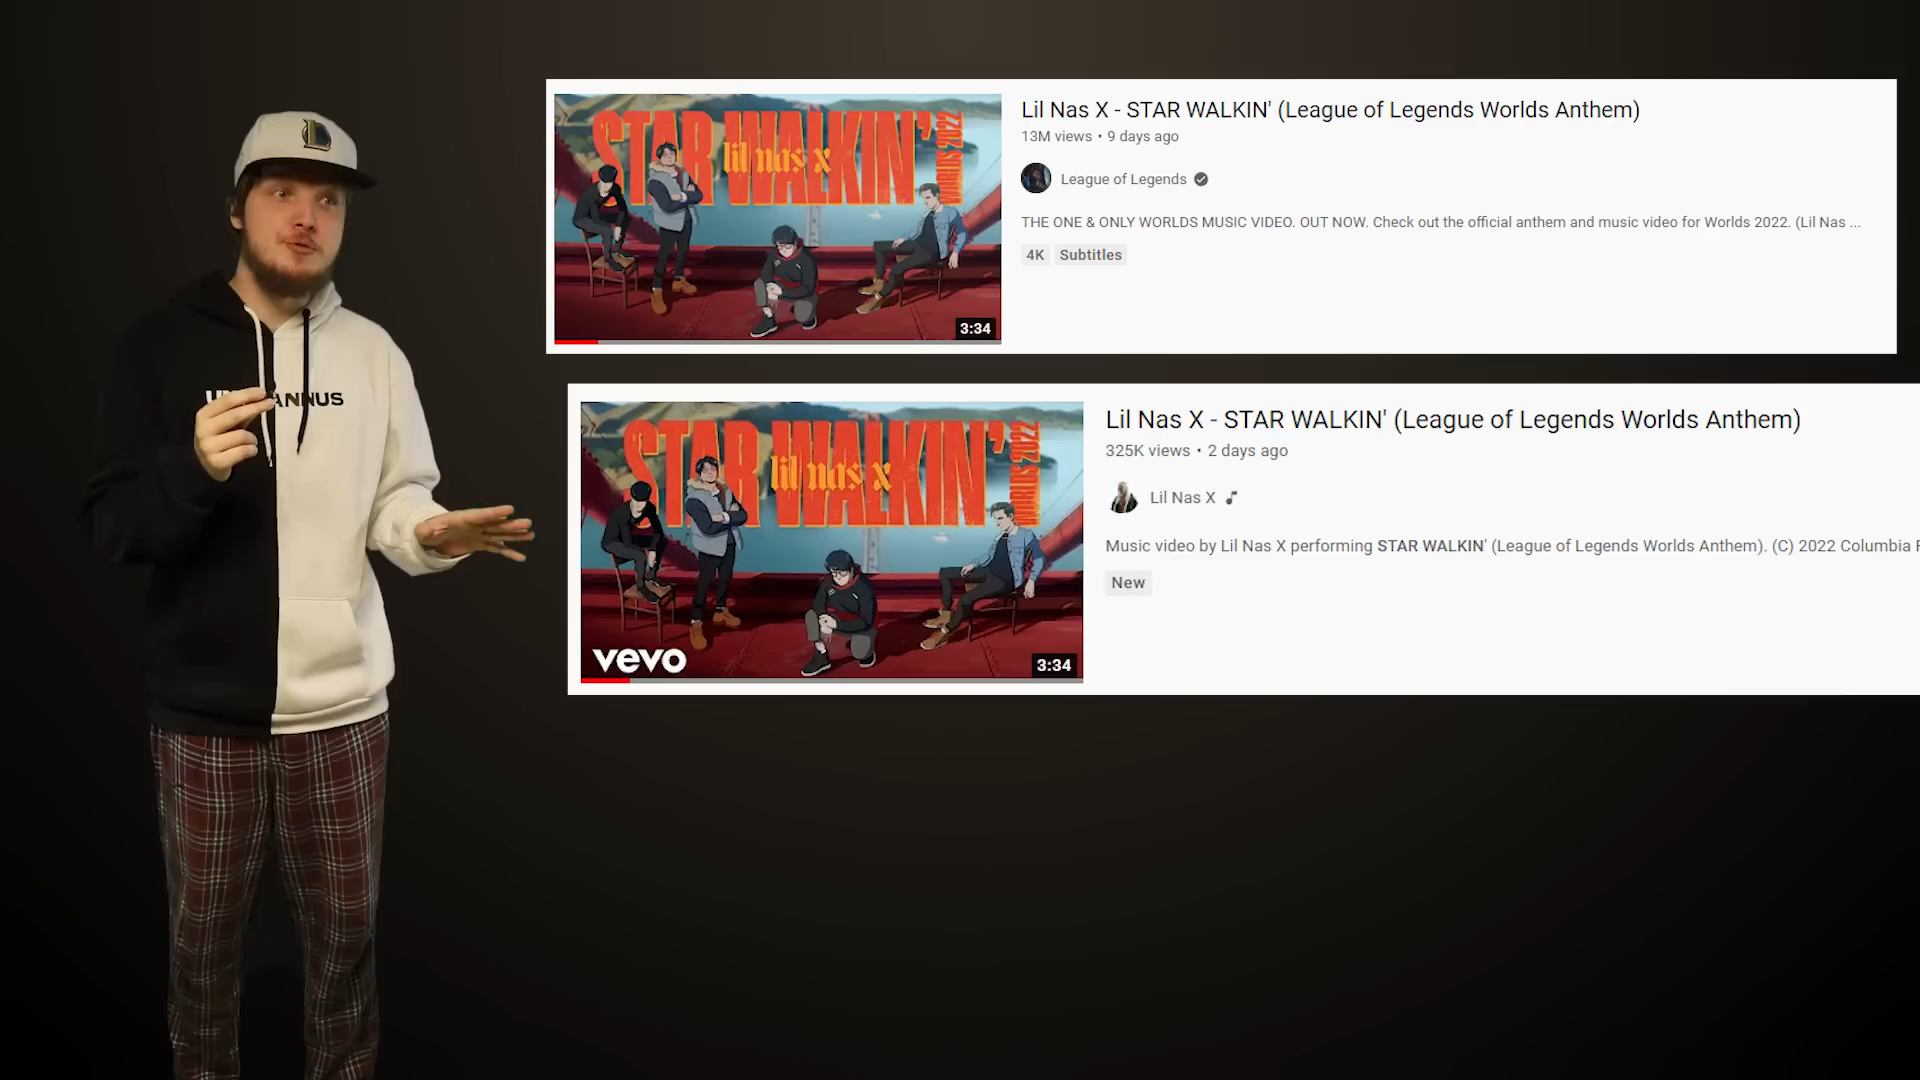 STAR WALKIN'
lil nas x
WORLDS 2022
3:34
Lil Nas X - STAR WALKIN' (League of Legends Worlds Anthem)
13M views • 9 days ago
League of Legends
THE ONE & ONLY WORLDS MUSIC VIDEO. OUT NOW. Check out the official anthem and music video for Worlds 2022. (Lil Nas ...
4K Subtitles
STAR WALKIN'
lil nas x
WORLDS 2022
vevo
3:34
Lil Nas X - STAR WALKIN' (League of Legends Worlds Anthem)
325K views • 2 days ago
Lil Nas X
Music video by Lil Nas X performing STAR WALKIN' (League of Legends Worlds Anthem). (C) 2022 Columbia
New